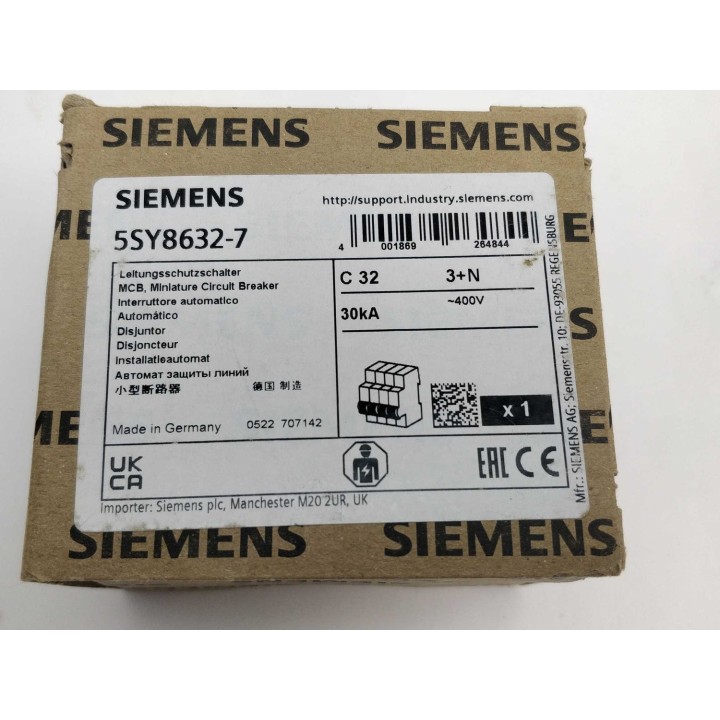 SIEMENS SIEMENS
SIEMENS
http://support.industry.siemens.com
5SY8632-7
4 001869 264844
Leitungsschutzschalter
MCB, Miniature Circuit Breaker
Interruttore automatico
Automático
Disjuntor
Disjoncteur
Installatieautomat
Автомат защиты линий
小型断路器 德国 制造
C 32 3+N
30kA ~400V
x 1
Made in Germany 0522 707142
UK
CA
EAC CE
Importer: Siemens plc, Manchester M20 2UR, UK
Mfr.: SIEMENS AG; Siemensstr. 10; DE-93055 REGENSBURG
ME
SIEMENS SIEMENS